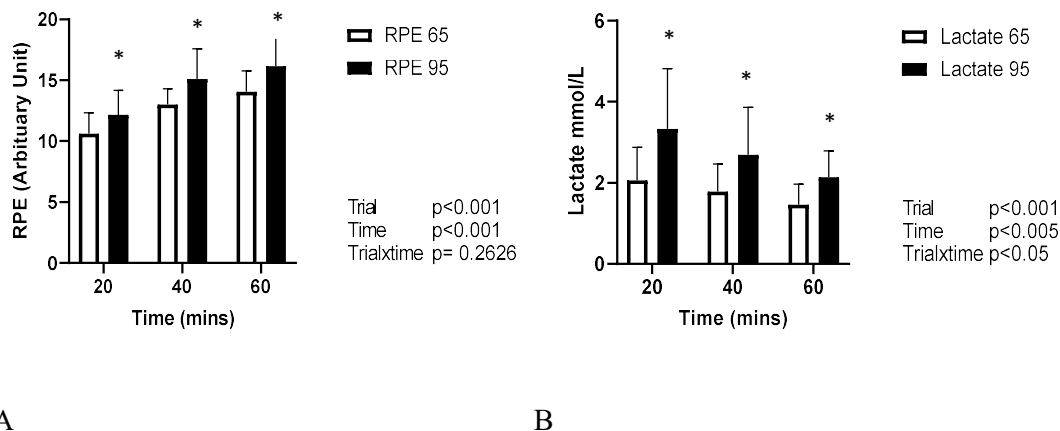 20
15
10
5
0
RPE (Arbituary Unit)
* * *
20 40 60
Time (mins)
RPE 65
RPE 95
Trial p<0.001
Time p<0.001
Trialxtime p= 0.2626
A
6
4
2
0
Lactate mmol/L
* * *
20 40 60
Time (mins)
Lactate 65
Lactate 95
Trial p<0.001
Time p<0.005
Trialxtime p<0.05
B